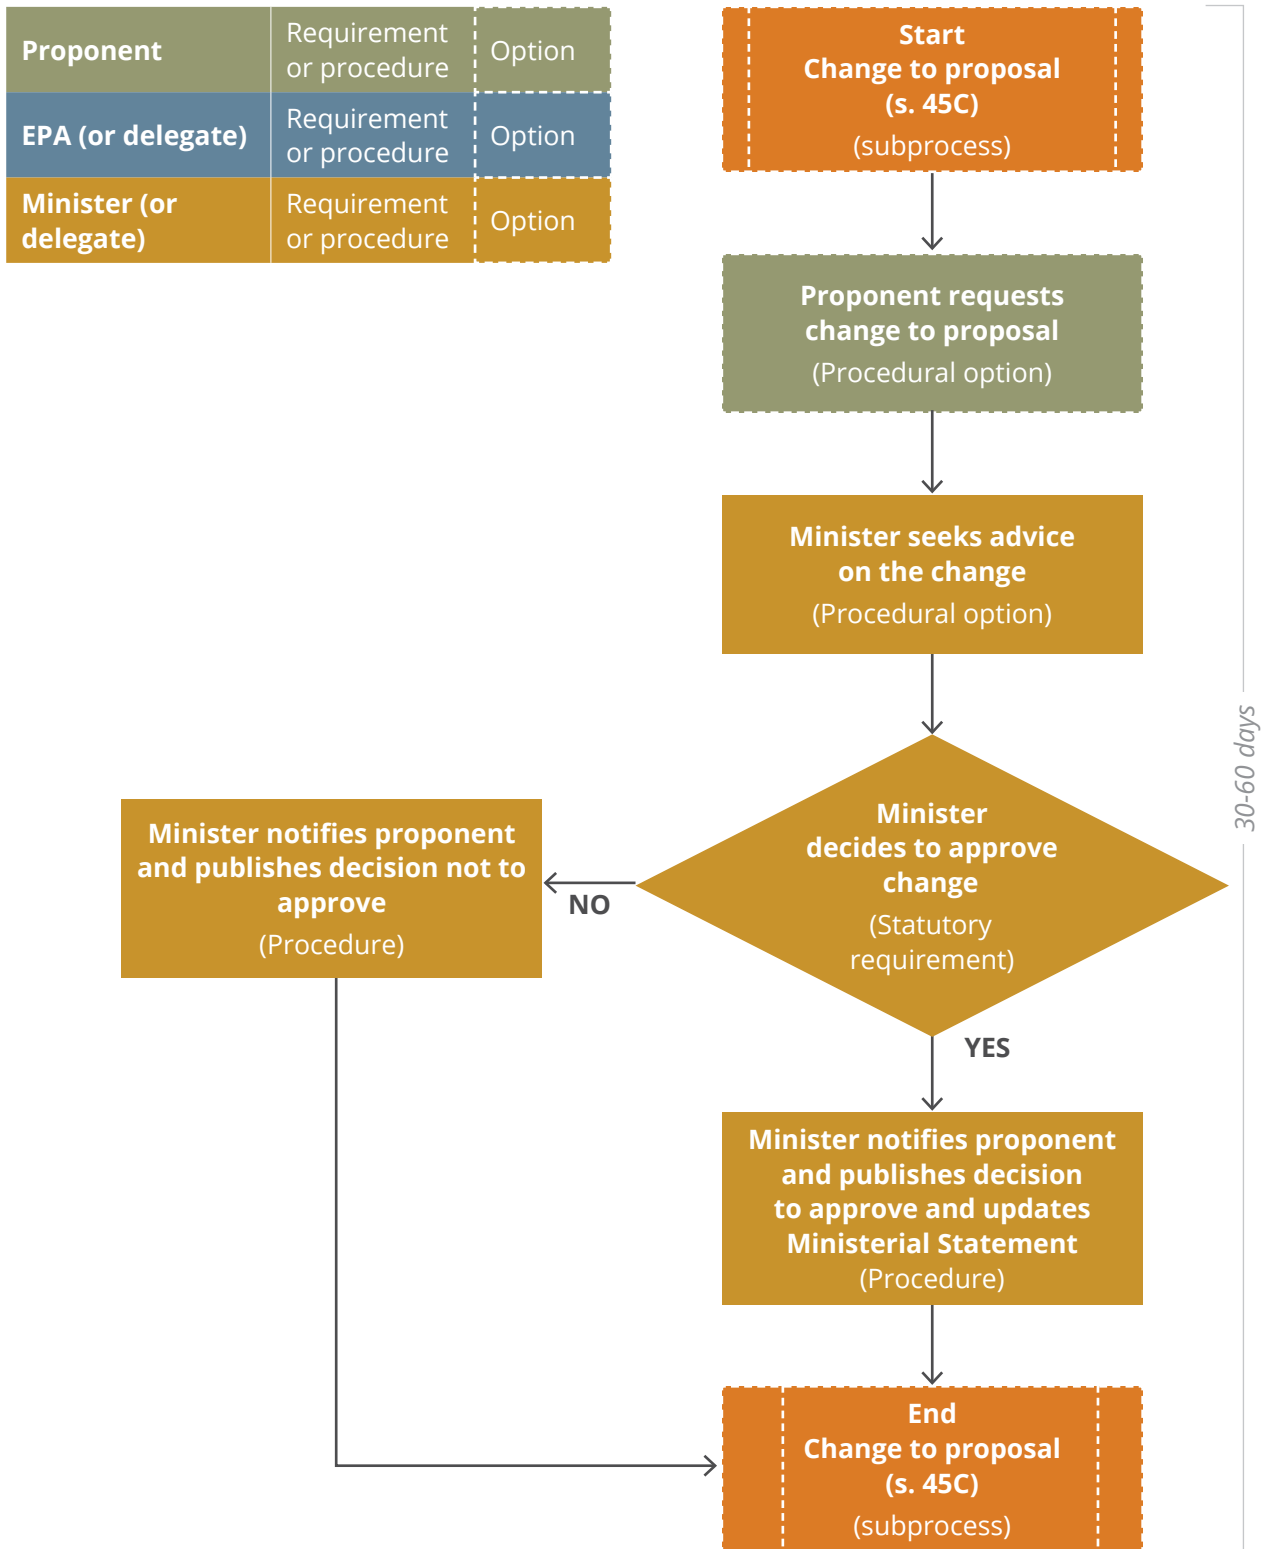 Proponent
Requirement
or procedure
Option
EPA (or delegate)
Requirement
or procedure
Option
Minister (or
delegate)
Requirement
or procedure
Option
Start
Change to proposal
(s. 45C)
(subprocess)
Proponent requests
change to proposal
(Procedural option)
Minister seeks advice
on the change
(Procedural option)
Minister
decides to approve
change
(Statutory
requirement)
30-60 days
NO
Minister notifies proponent
and publishes decision not to
approve
(Procedure)
YES
Minister notifies proponent
and publishes decision
to approve and updates
Ministerial Statement
(Procedure)
End
Change to proposal
(s. 45C)
(subprocess)